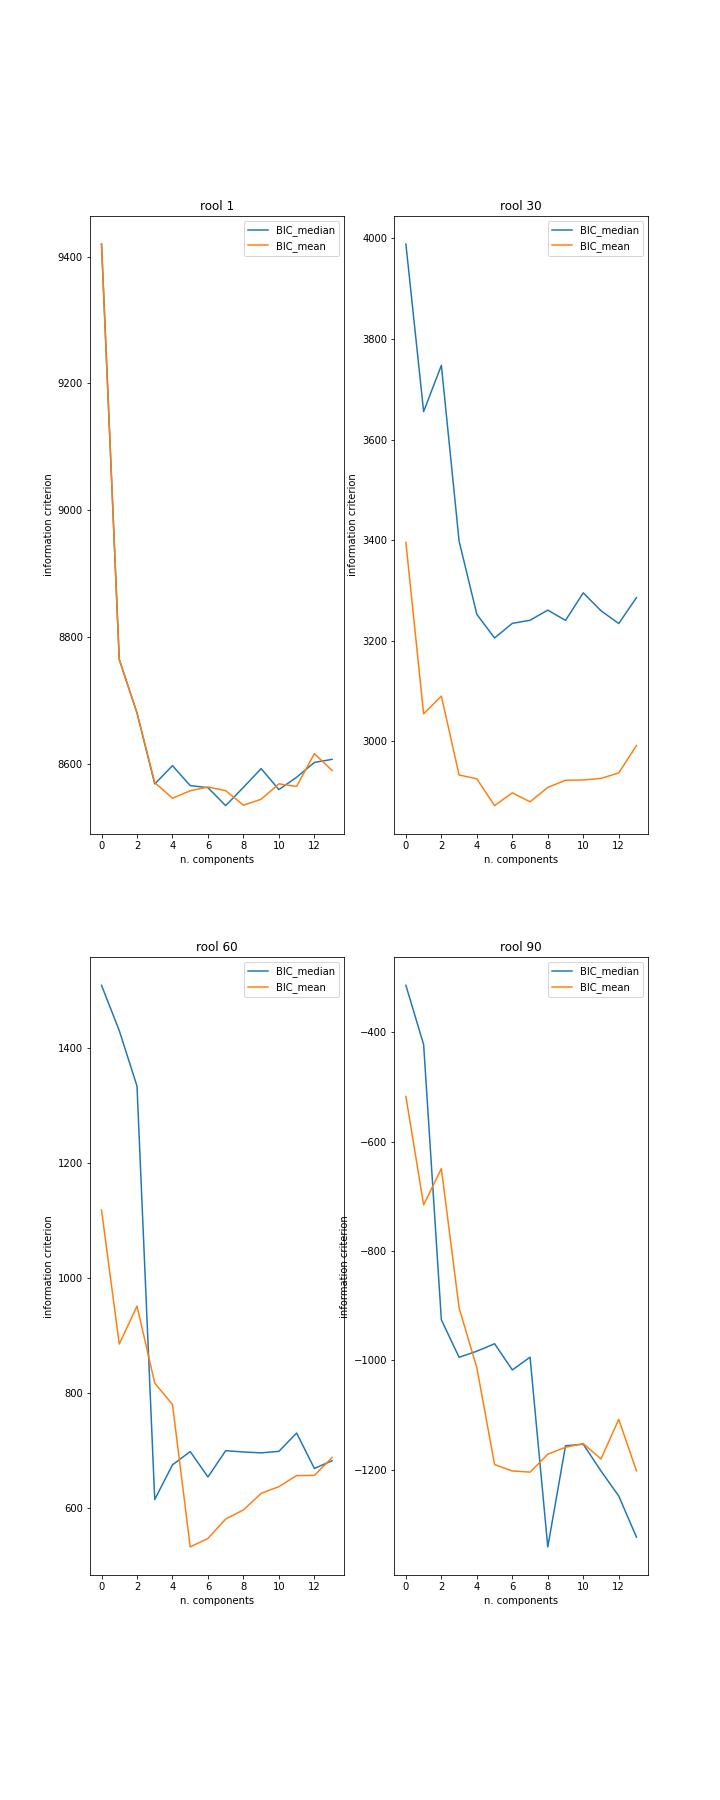 rool 1
BIC_median
BIC_mean
9400
9200
9000
8800
8600
information criterion
0 2 4 6 8 10 12
n. components
rool 30
BIC_median
BIC_mean
4000
3800
3600
3400
3200
3000
information criterion
0 2 4 6 8 10 12
n. components
rool 60
BIC_median
BIC_mean
1400
1200
1000
800
600
information criterion
0 2 4 6 8 10 12
n. components
rool 90
BIC_median
BIC_mean
−400
−600
−800
−1000
−1200
information criterion
0 2 4 6 8 10 12
n. components